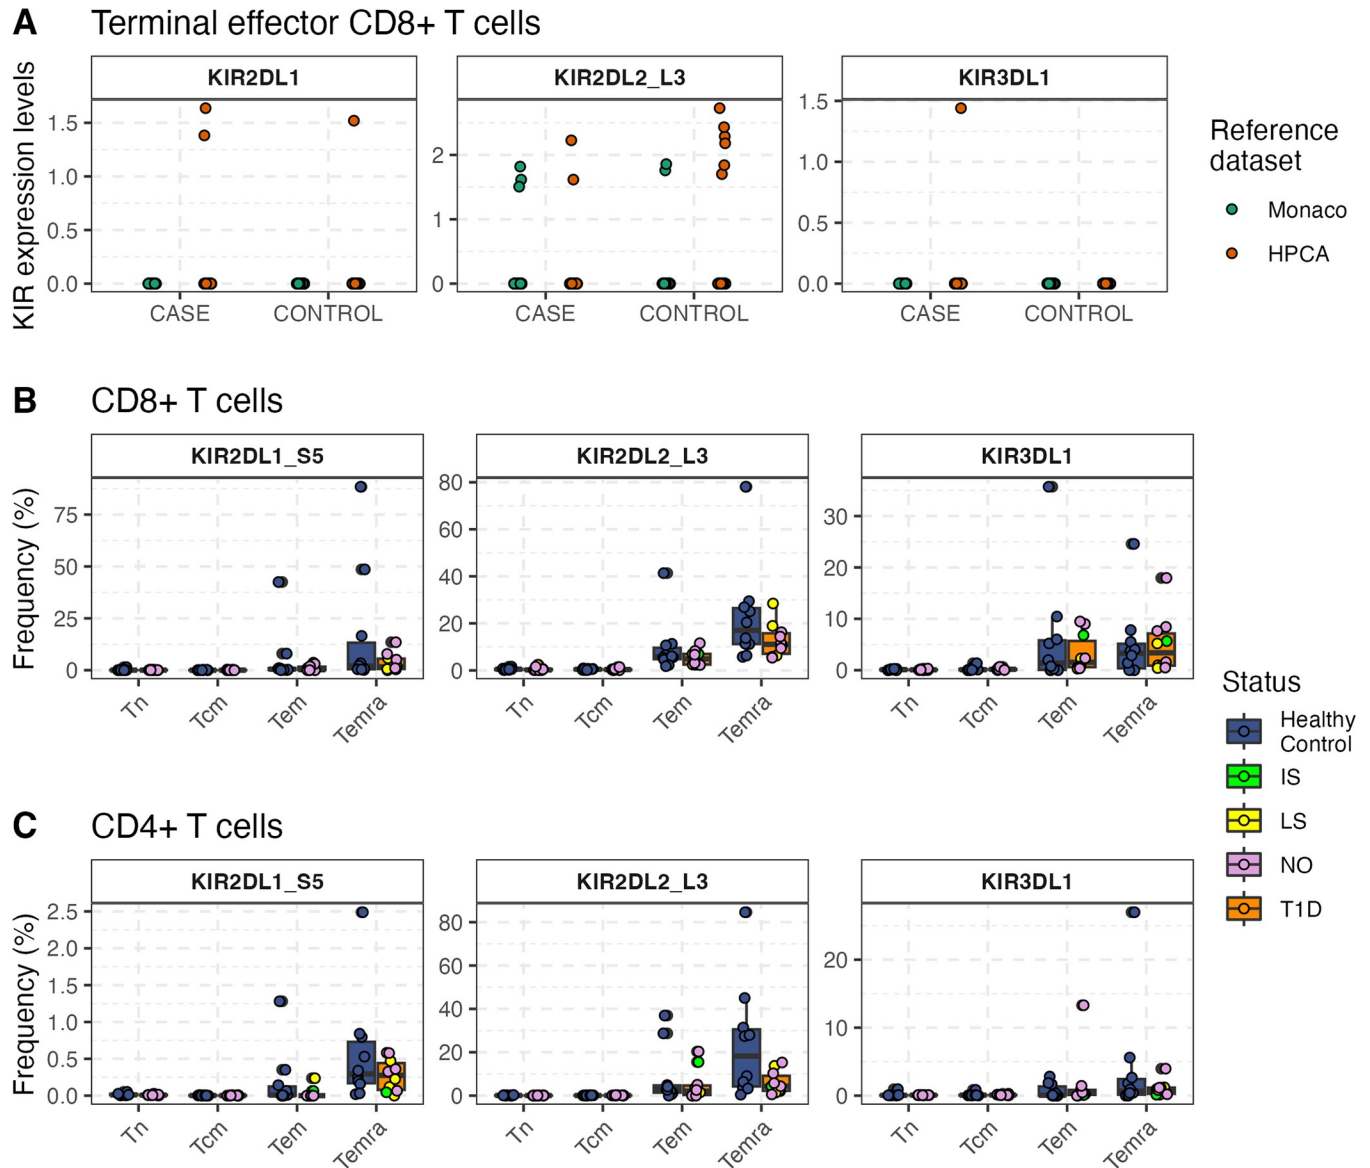 A Terminal effector CD8+ T cells
KIR2DL1 KIR2DL2_L3 KIR3DL1
KIR expression levels
1.5
1.0
0.5
0.0
2
1
0
1.5
1.0
0.5
0.0
CASE CONTROL CASE CONTROL CASE CONTROL
Reference
dataset
Monaco
HPCA
B CD8+ T cells
KIR2DL1_S5 KIR2DL2_L3 KIR3DL1
Frequency (%)
75
50
25
0
80
60
40
20
0
30
20
10
0
Tn Tcm Tem Temra Tn Tcm Tem Temra Tn Tcm Tem Temra
Status
Healthy
Control
IS
LS
NO
T1D
C CD4+ T cells
KIR2DL1_S5 KIR2DL2_L3 KIR3DL1
Frequency (%)
2.5
2.0
1.5
1.0
0.5
0.0
80
60
40
20
0
20
10
0
Tn Tcm Tem Temra Tn Tcm Tem Temra Tn Tcm Tem Temra